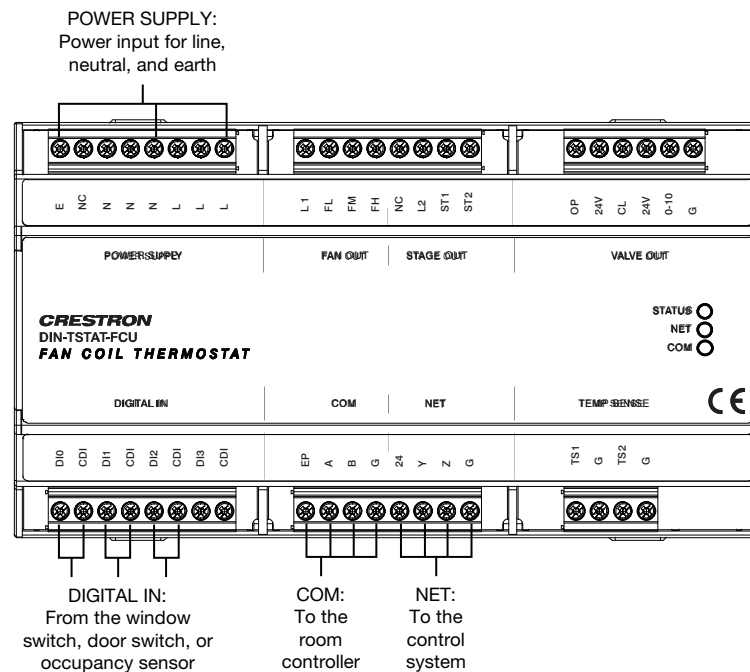 POWER SUPPLY:
Power input for line,
neutral, and earth
E NC N N N L L L
L1 FL FM FH NC L2 ST1 ST2
OP 24V CL 24V 0-10 G
POWER SUPPLY
FAN OUT
STAGE OUT
VALVE OUT
CRESTRON
DIN-TSTAT-FCU
FAN COIL THERMOSTAT
STATUS
NET
COM
DIGITAL IN
COM
NET
TEMP SENSE
CE
DI0 CDI DI1 CDI DI2 CDI DI3 CDI
EP A B G 24 Y Z G
TS1 G TS2 G
DIGITAL IN:
From the window
switch, door switch, or
occupancy sensor
COM:
To the
room
controller
NET:
To the
control
system